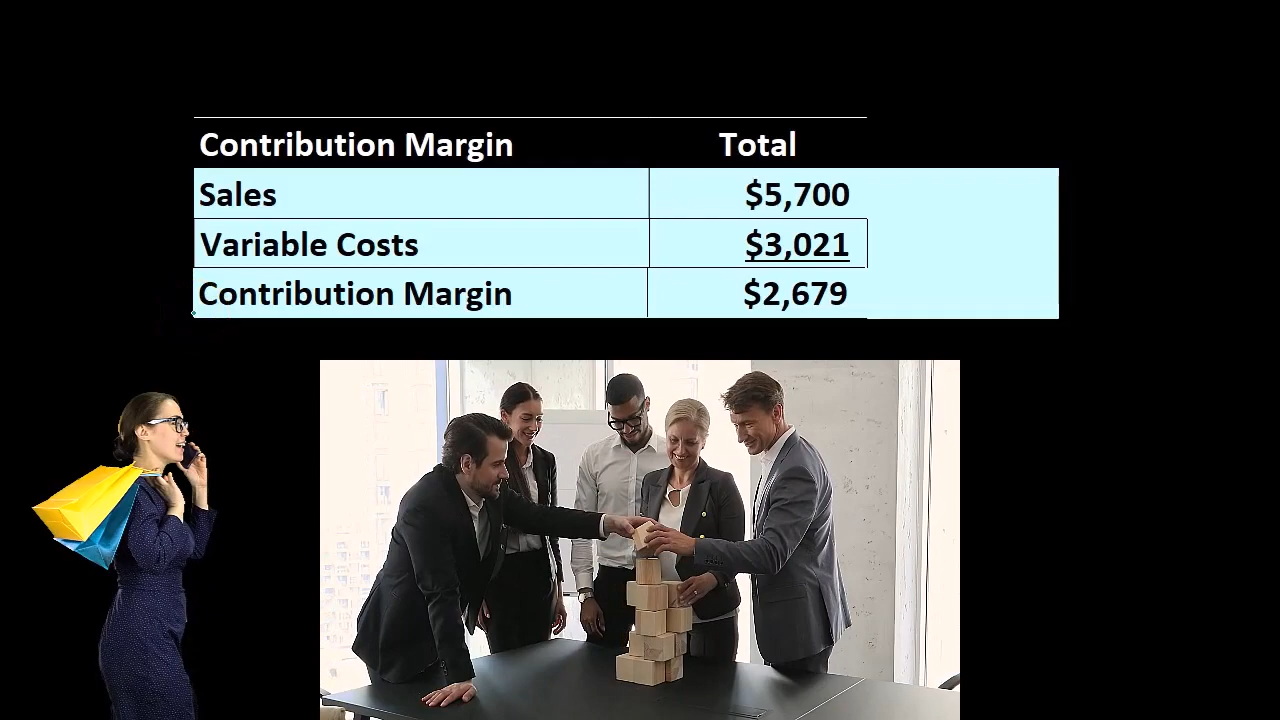 Contribution Margin Total
Sales $5,700
Variable Costs $3,021
Contribution Margin $2,679